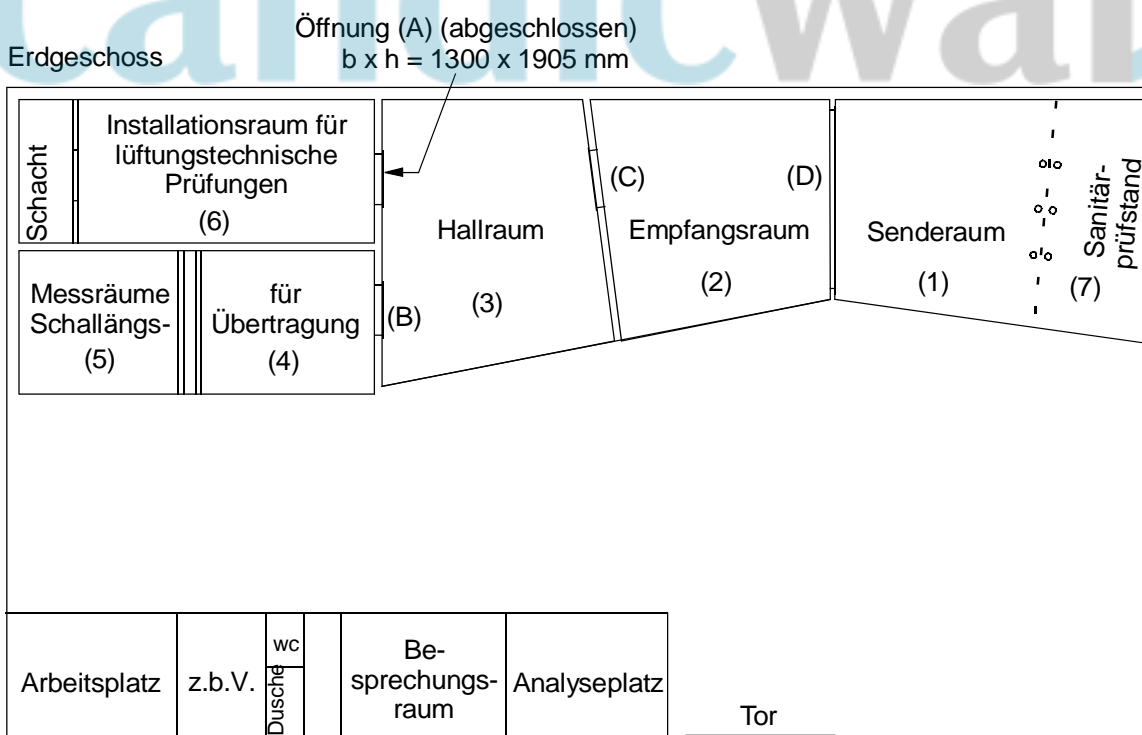 Öffnung (A) (abgeschlossen)
b x h = 1300 x 1905 mm
Erdgeschoss
Schacht
Installationsraum für
lüftungstechnische
Prüfungen
(6)
Hallraum
(3)
(C)
(D)
Empfangsraum
(2)
Senderaum
(1)
Sanitär-
prüfstand
(7)
Messräume
Schallängs-
(5)
für
Übertragung
(4)
(B)
Arbeitsplatz
z.b.V.
wc
Dusche
Be-
sprechungs-
raum
Analyseplatz
Tor